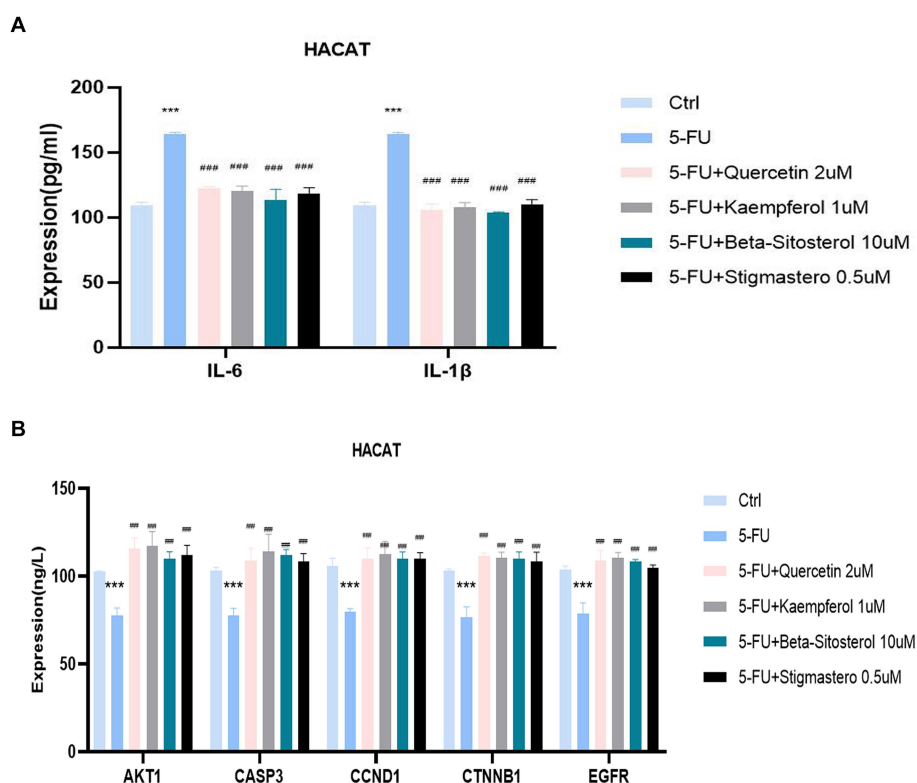 A
HACAT
Expression(pg/ml)
200
150
100
50
0
***
###
###
###
###
***
###
###
###
###
IL-6
IL-1β
Ctrl
5-FU
5-FU+Quercetin 2uM
5-FU+Kaempferol 1uM
5-FU+Beta-Sitosterol 10uM
5-FU+Stigmastero 0.5uM
B
HACAT
Expression(ng/L)
150
100
50
0
***
###
###
###
###
***
###
###
###
###
***
###
###
###
###
***
###
###
###
###
***
###
###
###
###
AKT1
CASP3
CCND1
CTNNB1
EGFR
Ctrl
5-FU
5-FU+Quercetin 2uM
5-FU+Kaempferol 1uM
5-FU+Beta-Sitosterol 10uM
5-FU+Stigmastero 0.5uM